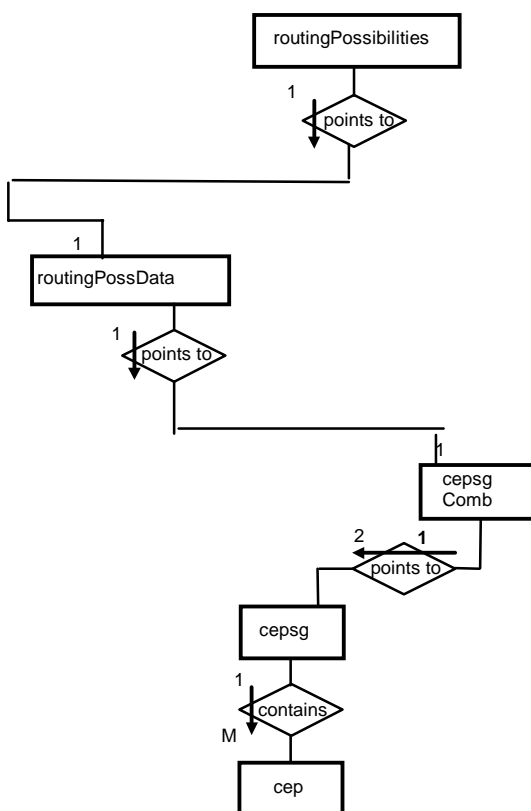 routingPossibilities
1
points to
1
routingPossData
1
points to
1
cepsg
Comb
2 1
points to
cepsg
1
contains
M
cep